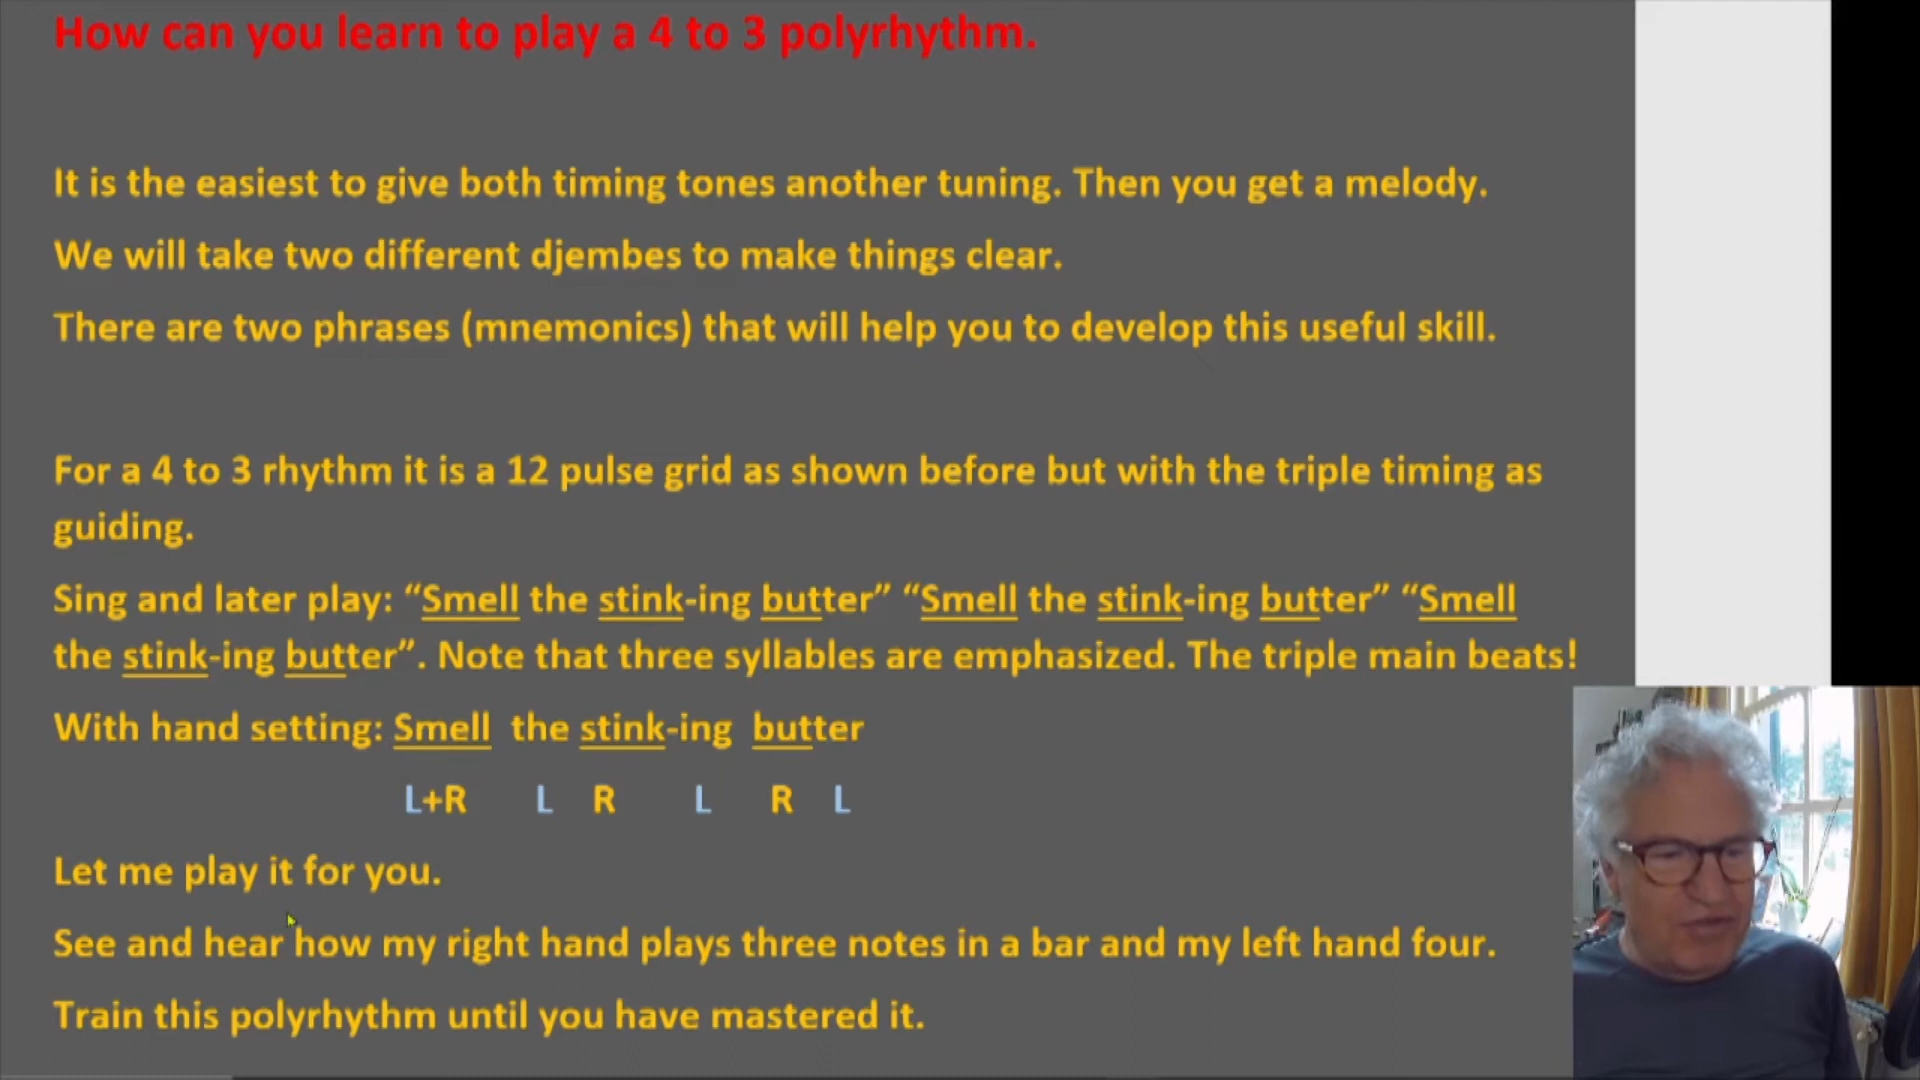 How can you learn to play a 4 to 3 polyrhythm.
It is the easiest to give both timing tones another tuning. Then you get a melody.
We will take two different djembes to make things clear.
There are two phrases (mnemonics) that will help you to develop this useful skill.
For a 4 to 3 rhythm it is a 12 pulse grid as shown before but with the triple timing as
guiding.
Sing and later play: “Smell the stink-ing butter” “Smell the stink-ing butter” “Smell
the stink-ing butter”. Note that three syllables are emphasized. The triple main beats!
With hand setting: Smell the stink-ing butter
L+R L R L R L
Let me play it for you.
See and hear how my right hand plays three notes in a bar and my left hand four.
Train this polyrhythm until you have mastered it.